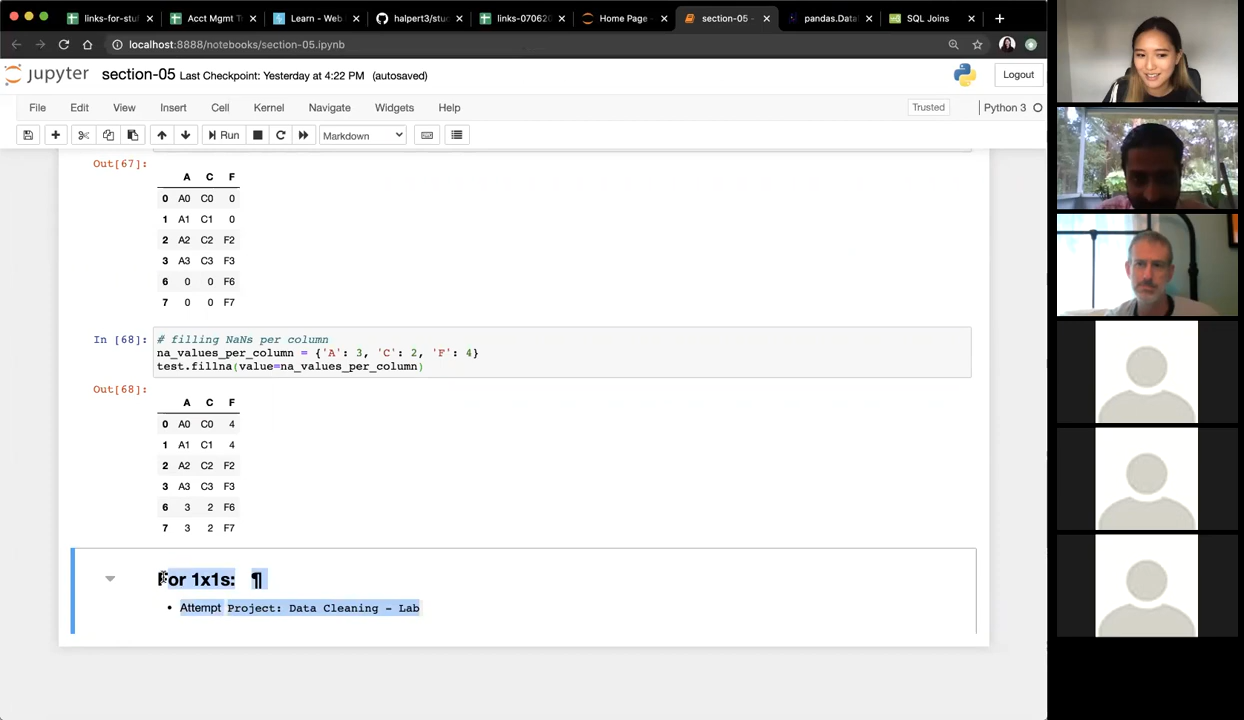 links-for-stu
Acct Mgmt T
Learn - Web
halpert3/stud
links-07062
Home Page -
section-05 -
pandas.Data
SQL Joins
localhost:8888/notebooks/section-05.ipynb
jupyter section-05 Last Checkpoint: Yesterday at 4:22 PM (autosaved)
Logout
File Edit View Insert Cell Kernel Navigate Widgets Help
Trusted
Python 3
Run
Markdown
Out[67]:
A C F
0 A0 C0 0
1 A1 C1 0
2 A2 C2 F2
3 A3 C3 F3
6 0 0 F6
7 0 0 F7
In [68]:
# filling NaNs per column
na_values_per_column = {'A': 3, 'C': 2, 'F': 4}
test.fillna(value=na_values_per_column)
Out[68]:
A C F
0 A0 C0 4
1 A1 C1 4
2 A2 C2 F2
3 A3 C3 F3
6 3 2 F6
7 3 2 F7
For 1x1s: ¶
• Attempt Project: Data Cleaning - Lab